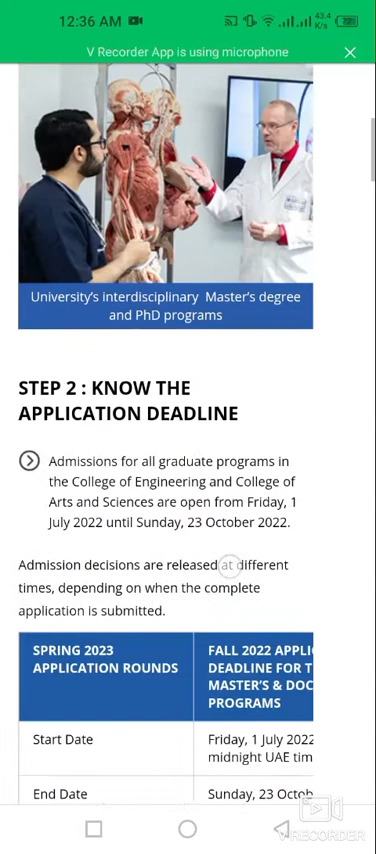 12:36 AM
43.4
K/s
V Recorder App is using microphone
University's interdisciplinary Master's degree
and PhD programs
STEP 2 : KNOW THE
APPLICATION DEADLINE
Admissions for all graduate programs in
the College of Engineering and College of
Arts and Sciences are open from Friday, 1
July 2022 until Sunday, 23 October 2022.
Admission decisions are released at different
times, depending on when the complete
application is submitted.
SPRING 2023
APPLICATION ROUNDS
FALL 2022 APPLI
DEADLINE FOR T
MASTER'S & DOC
PROGRAMS
Start Date
Friday, 1 July 2022
midnight UAE tim
End Date
Sunday, 23 Octob
VRECORDER